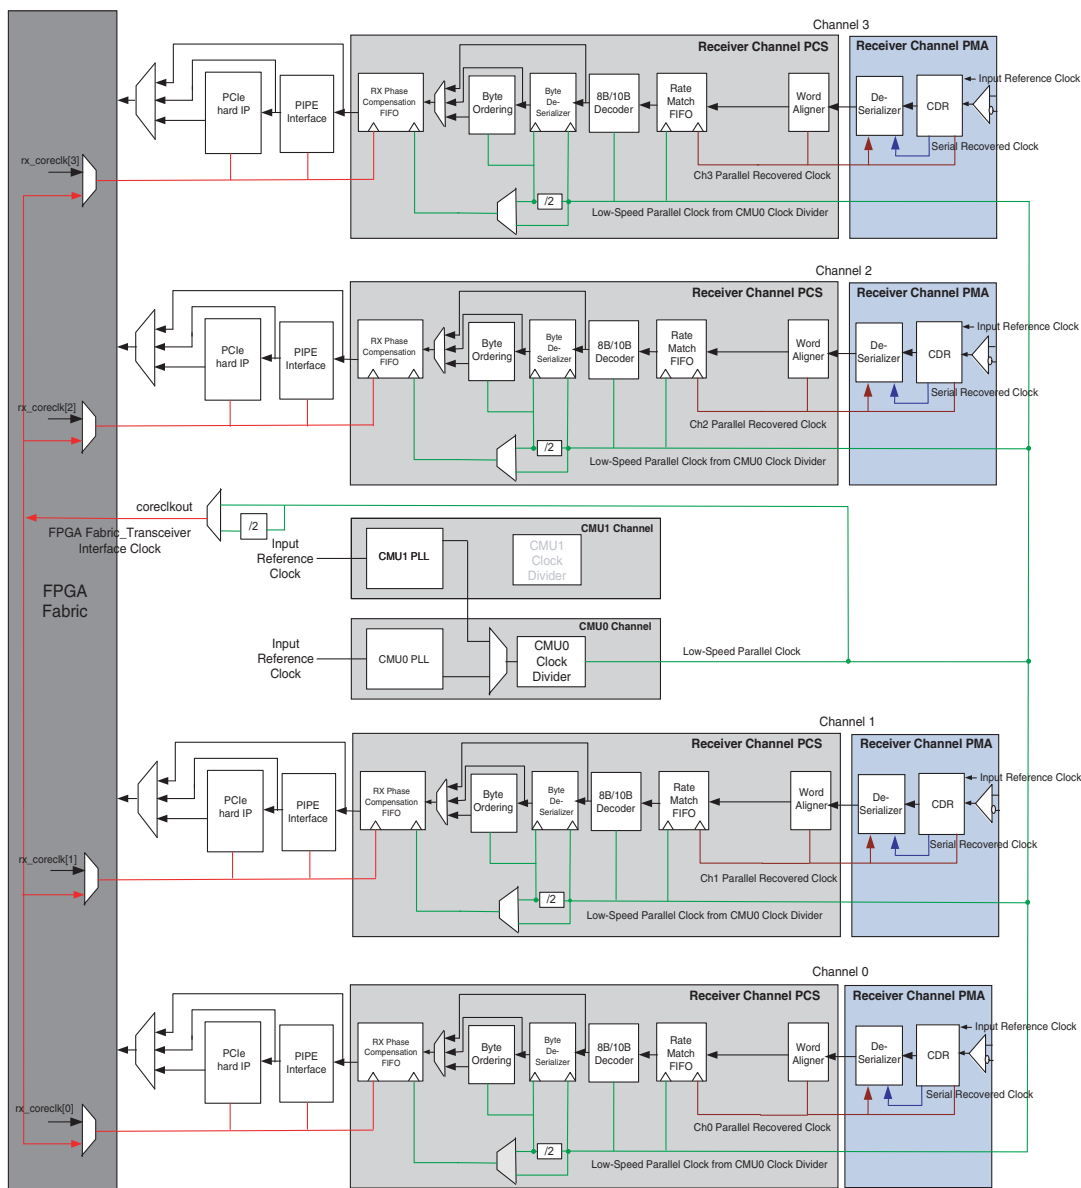 Channel 3
Receiver Channel PCS
Receiver Channel PMA
PCIe
hard IP
PIPE
Interface
RX Phase
Compensation
FIFO
Byte
Ordering
Byte
De-
Serializer
8B/10B
Decoder
Rate
Match
FIFO
Word
Aligner
De-
Serializer
CDR
Input Reference Clock
Serial Recovered Clock
rx_coreclk[3]
Ch3 Parallel Recovered Clock
/2
Low-Speed Parallel Clock from CMU0 Clock Divider
Channel 2
Receiver Channel PCS
Receiver Channel PMA
PCIe
hard IP
PIPE
Interface
RX Phase
Compensation
FIFO
Byte
Ordering
Byte
De-
Serializer
8B/10B
Decoder
Rate
Match
FIFO
Word
Aligner
De-
Serializer
CDR
Input Reference Clock
Serial Recovered Clock
rx_coreclk[2]
Ch2 Parallel Recovered Clock
/2
Low-Speed Parallel Clock from CMU0 Clock Divider
coreclkout
/2
FPGA Fabric_Transceiver
Interface Clock
FPGA
Fabric
Input
Reference
Clock
CMU1 Channel
CMU1 PLL
CMU1
Clock
Divider
Input
Reference
Clock
CMU0 Channel
CMU0 PLL
CMU0
Clock
Divider
Low-Speed Parallel Clock
Channel 1
Receiver Channel PCS
Receiver Channel PMA
PCIe
hard IP
PIPE
Interface
RX Phase
Compensation
FIFO
Byte
Ordering
Byte
De-
Serializer
8B/10B
Decoder
Rate
Match
FIFO
Word
Aligner
De-
Serializer
CDR
Input Reference Clock
Serial Recovered Clock
rx_coreclk[1]
Ch1 Parallel Recovered Clock
/2
Low-Speed Parallel Clock from CMU0 Clock Divider
Channel 0
Receiver Channel PCS
Receiver Channel PMA
PCIe
hard IP
PIPE
Interface
RX Phase
Compensation
FIFO
Byte
Ordering
Byte
De-
Serializer
8B/10B
Decoder
Rate
Match
FIFO
Word
Aligner
De-
Serializer
CDR
Input Reference Clock
Serial Recovered Clock
rx_coreclk[0]
Ch0 Parallel Recovered Clock
/2
Low-Speed Parallel Clock from CMU0 Clock Divider